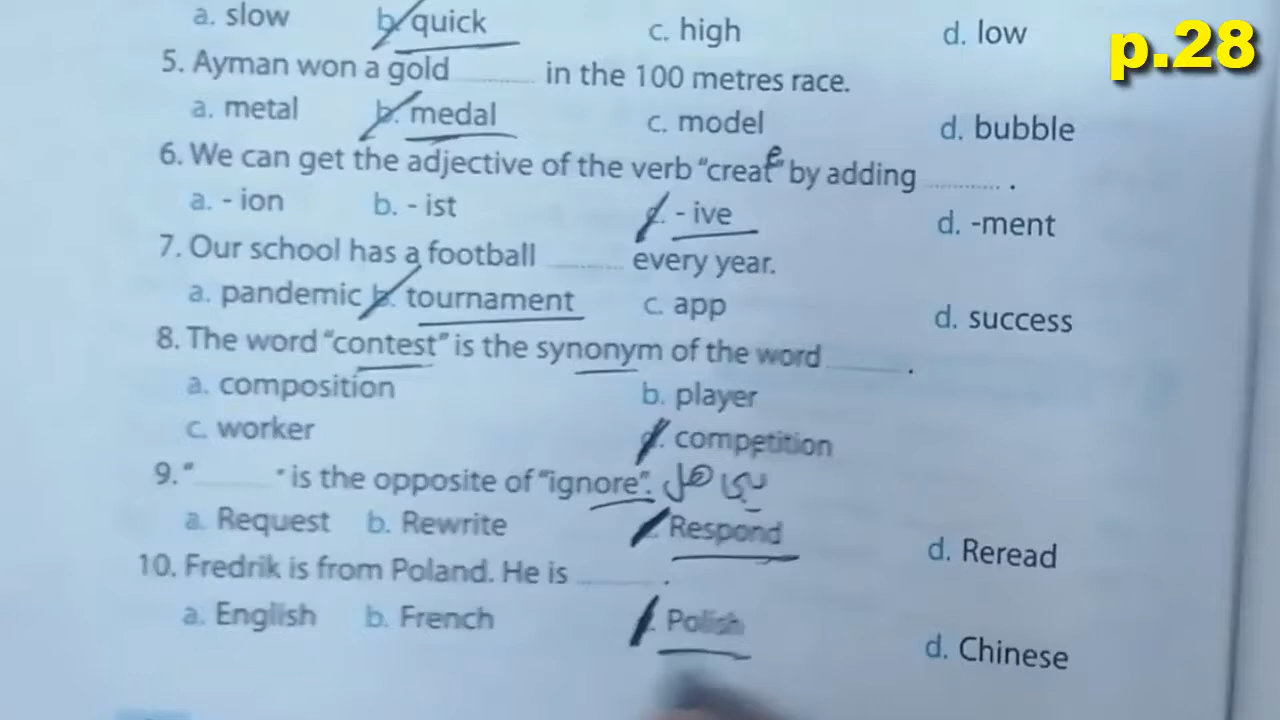 a. slow b. quick c. high d. low
p.28
5. Ayman won a gold ........... in the 100 metres race.
a. metal b. medal c. model d. bubble
6. We can get the adjective of the verb “create” by adding ........... .
a. - ion b. - ist c. - ive d. -ment
7. Our school has a football ........... every year.
a. pandemic b. tournament c. app d. success
8. The word “contest” is the synonym of the word ........... .
a. composition b. player
c. worker d. competition
9. “ ........... ” is the opposite of “ignore”. يتجاهل
a. Request b. Rewrite c. Respond d. Reread
10. Fredrik is from Poland. He is ........... .
a. English b. French c. Polish d. Chinese